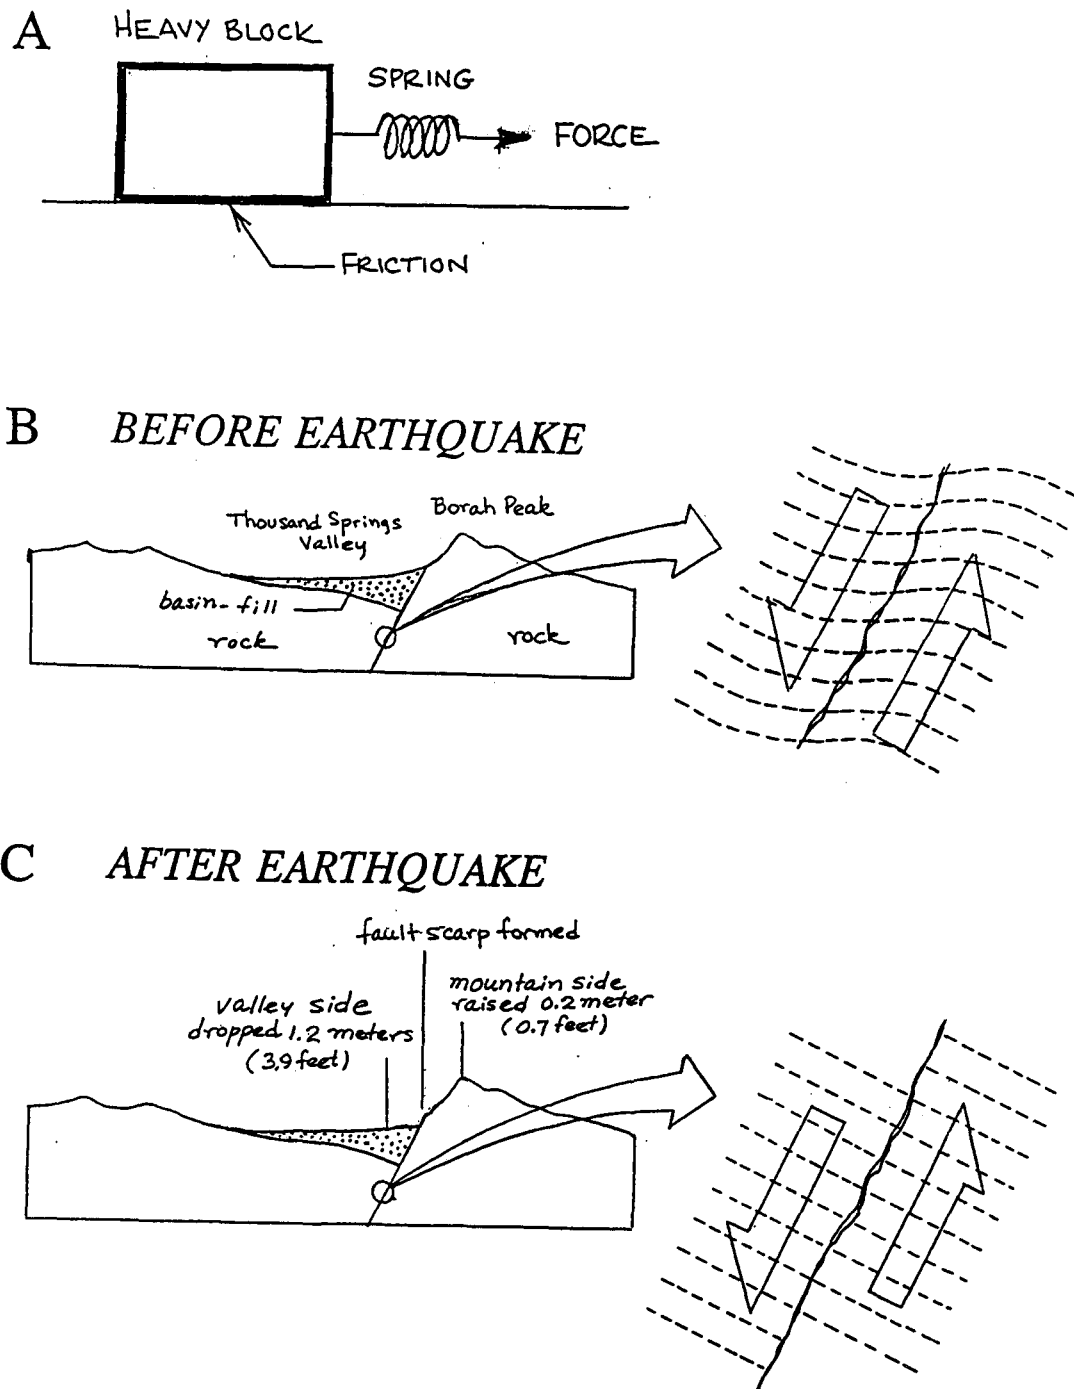 A
HEAVY BLOCK
SPRING
FORCE
FRICTION
B
BEFORE EARTHQUAKE
Thousand Springs
Valley
Borah Peak
basin-fill
rock
rock
C
AFTER EARTHQUAKE
fault scarp formed
valley side
dropped 1.2 meters
(3.9 feet)
mountain side
raised 0.2 meter
(0.7 feet)